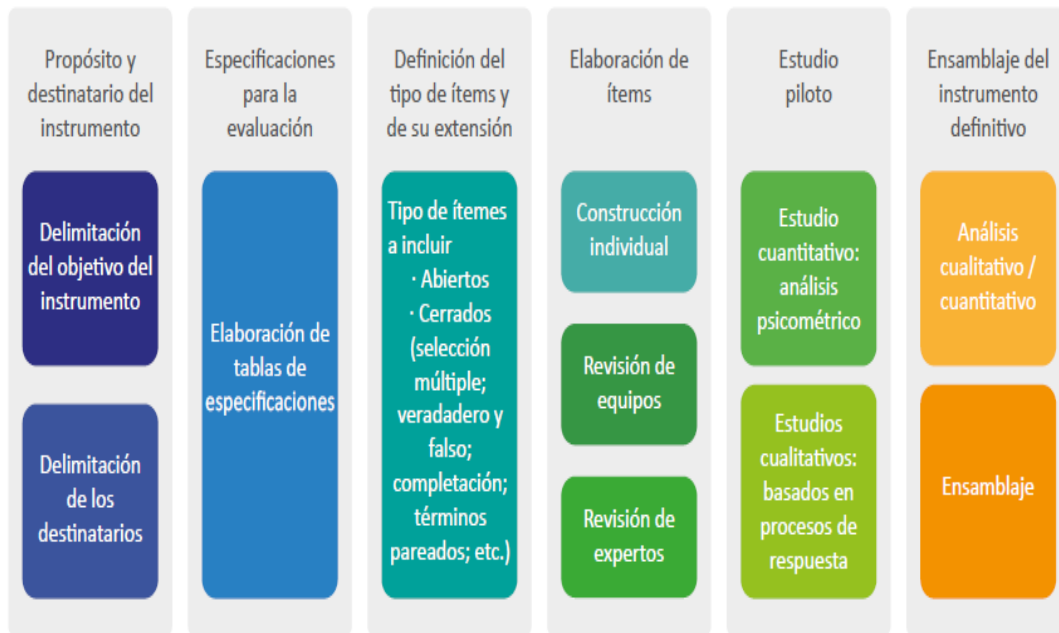 Propósito y
destinatario del
instrumento
Delimitación
del objetivo del
instrumento
Delimitación
de los
destinatarios
Especificaciones
para la
evaluación
Elaboración de
tablas de
especificaciones
Definición del
tipo de ítems y
de su extensión
Tipo de ítemes
a incluir
· Abiertos
· Cerrados
(selección
múltiple;
veradadero y
falso;
completación;
términos
pareados; etc.)
Elaboración de
ítems
Construcción
individual
Revisión de
equipos
Revisión de
expertos
Estudio
piloto
Estudio
cuantitativo:
análisis
psicométrico
Estudios
cualitativos:
basados en
procesos de
respuesta
Ensamblaje del
instrumento
definitivo
Análisis
cualitativo /
cuantitativo
Ensamblaje